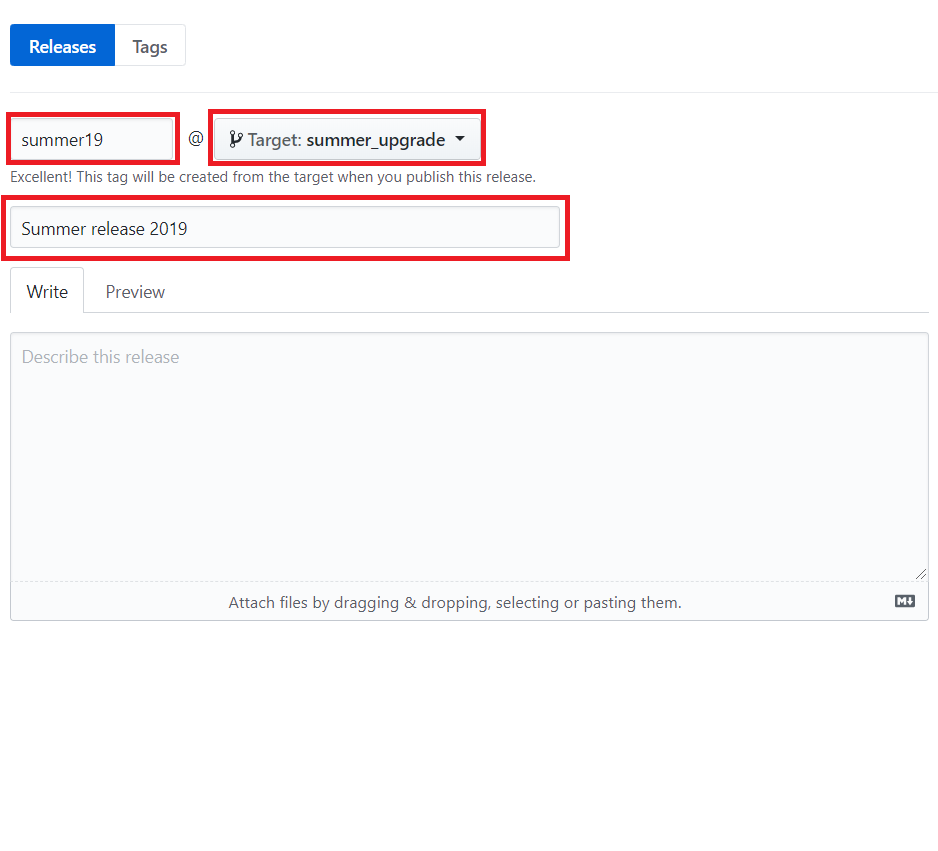 Releases Tags
summer19 @ Target: summer_upgrade
Excellent! This tag will be created from the target when you publish this release.
Summer release 2019
Write Preview
Describe this release
Attach files by dragging & dropping, selecting or pasting them.